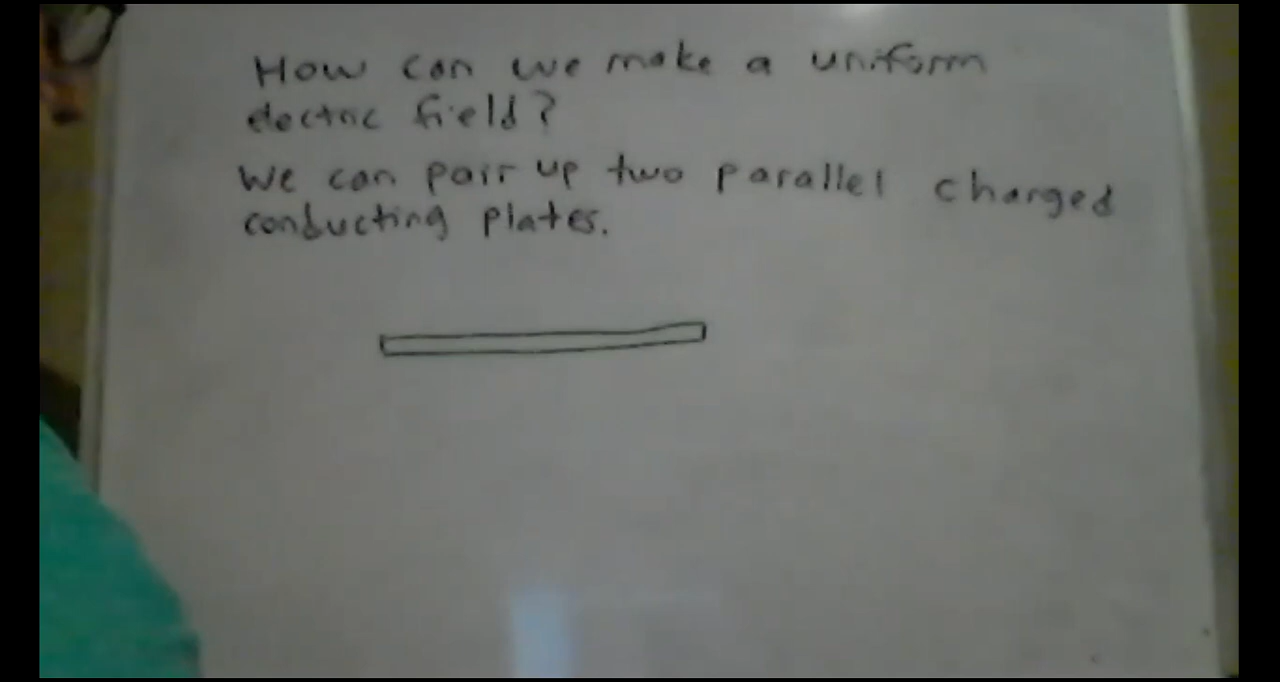 How can we make a uniform
electric field?
We can pair up two parallel charged
conducting plates.